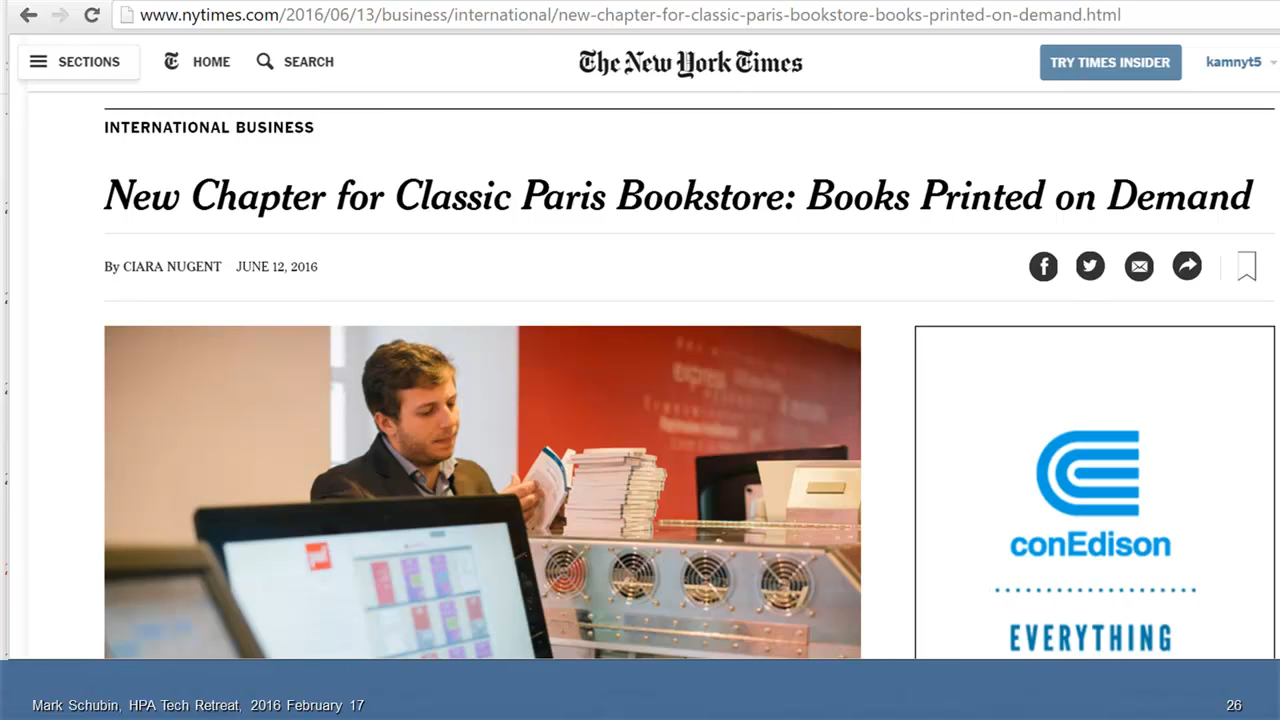 www.nytimes.com/2016/06/13/business/international/new-chapter-for-classic-paris-bookstore-books-printed-on-demand.html
SECTIONS HOME SEARCH The New York Times TRY TIMES INSIDER kamnyt5
INTERNATIONAL BUSINESS
New Chapter for Classic Paris Bookstore: Books Printed on Demand
By CIARA NUGENT JUNE 12, 2016
conEdison
EVERYTHING
Mark Schubin, HPA Tech Retreat, 2016 February 17 26